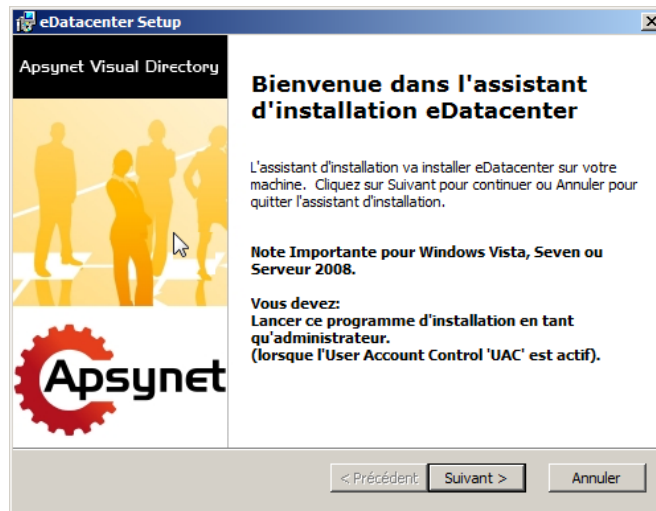 eDatacenter Setup
Apsynet Visual Directory
Bienvenue dans l'assistant
d'installation eDatacenter
L'assistant d'installation va installer eDatacenter sur votre
machine. Cliquez sur Suivant pour continuer ou Annuler pour
quitter l'assistant d'installation.
Note Importante pour Windows Vista, Seven ou
Serveur 2008.
Vous devez:
Lancer ce programme d'installation en tant
qu'administrateur.
(lorsque l'User Account Control 'UAC' est actif).
Apsynet
< Précédent
Suivant >
Annuler